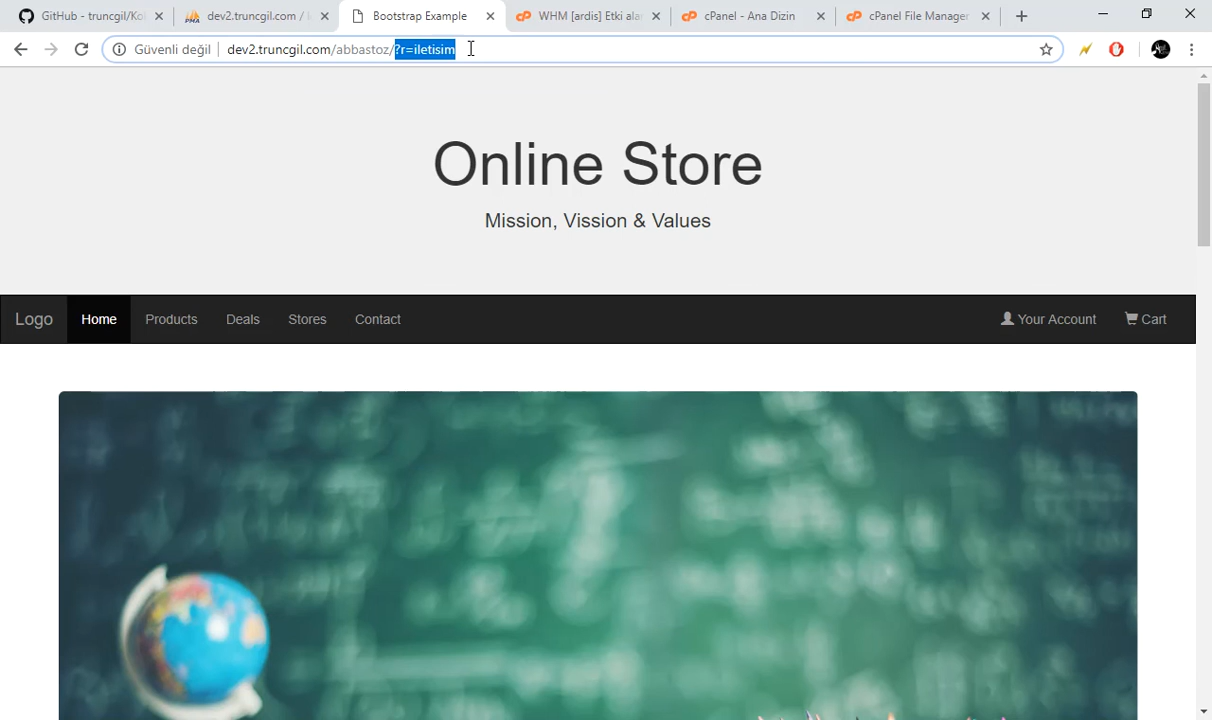 GitHub - truncgil/Kol
dev2.truncgil.com /
Bootstrap Example
WHM [ardis] Etki ala
cPanel - Ana Dizin
cPanel File Manager
Güvenli değil
dev2.truncgil.com/abbastoz/?r=iletisim
Online Store
Mission, Vission & Values
Logo
Home
Products
Deals
Stores
Contact
Your Account
Cart